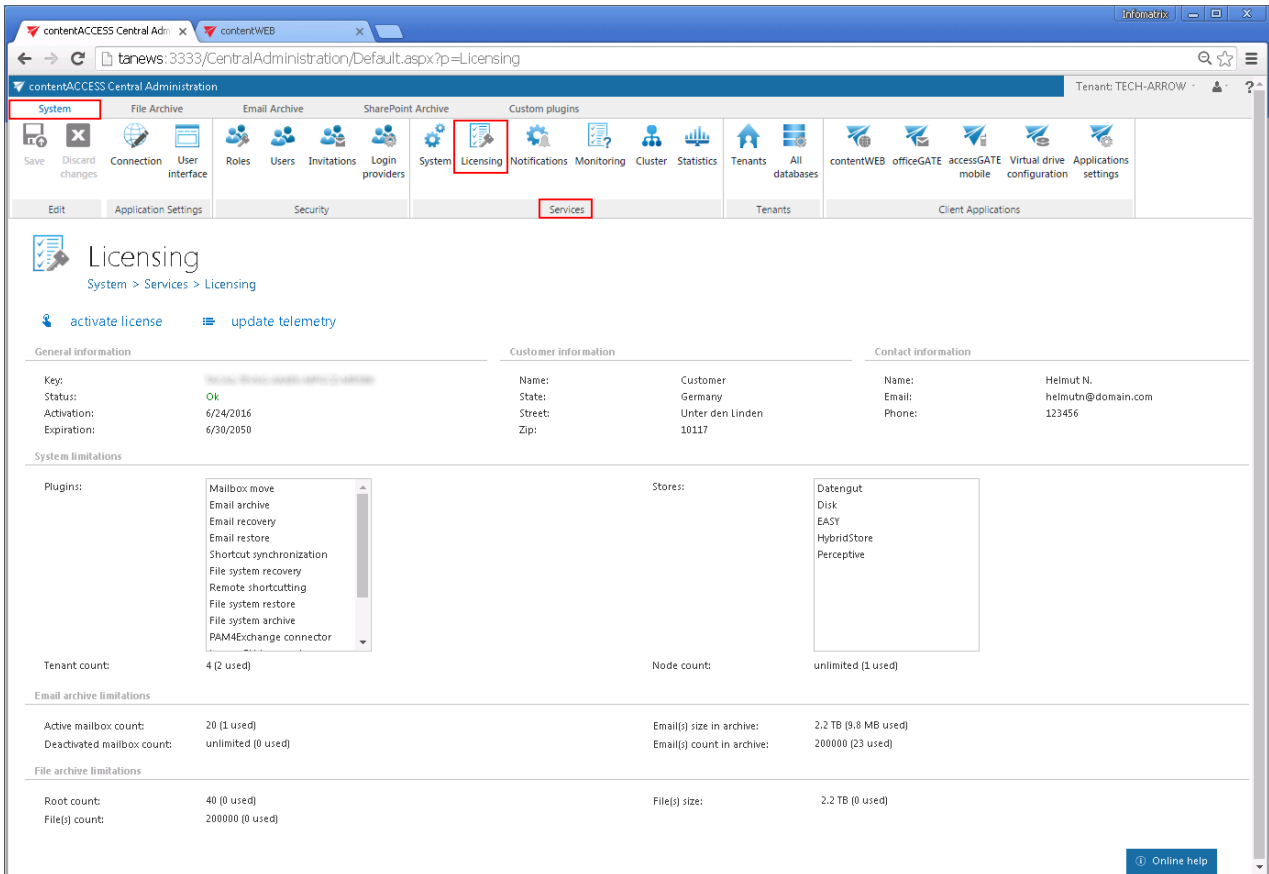 Infomatrix
contentACCESS Central Adm
contentWEB
tanews:3333/CentralAdministration/Default.aspx?p=Licensing
contentACCESS Central Administration
Tenant: TECH-ARROW
?
System File Archive Email Archive SharePoint Archive Custom plugins
Save Discard changes Connection User interface Roles Users Invitations Login providers System Licensing Notifications Monitoring Cluster Statistics Tenants All databases contentWEB officeGATE accessGATE mobile Virtual drive configuration Applications settings
Edit Application Settings Security Services Tenants Client Applications
Licensing
System > Services > Licensing
activate license update telemetry
General information Customer information Contact information
Key: Name: Customer Name: Helmut N.
Status: Ok State: Germany Email: helmutn@domain.com
Activation: 6/24/2016 Street: Unter den Linden Phone: 123456
Expiration: 6/30/2050 Zip: 10117
System limitations
Plugins: Stores:
Mailbox move Datengut
Email archive Disk
Email recovery EASY
Email restore HybridStore
Shortcut synchronization Perceptive
File system recovery
Remote shortcutting
File system restore
File system archive
PAM4Exchange connector
Tenant count: 4 (2 used) Node count: unlimited (1 used)
Email archive limitations
Active mailbox count: 20 (1 used) Email(s) size in archive: 2.2 TB (9,8 MB used)
Deactivated mailbox count: unlimited (0 used) Email(s) count in archive: 200000 (23 used)
File archive limitations
Root count: 40 (0 used) File(s) size: 2.2 TB (0 used)
File(s) count: 200000 (0 used)
Online help